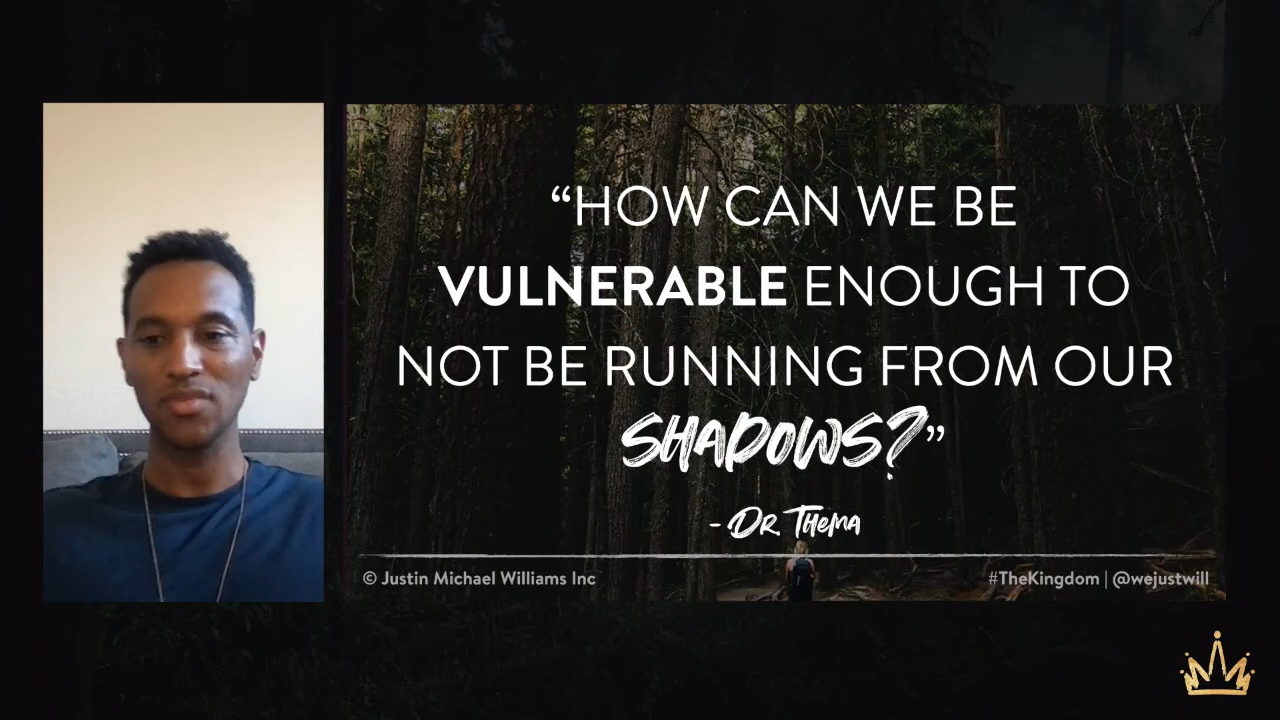 “HOW CAN WE BE
VULNERABLE ENOUGH TO
NOT BE RUNNING FROM OUR
SHADOWS?”
- DR. THEMA
© Justin Michael Williams Inc
#TheKingdom | @wejustwill